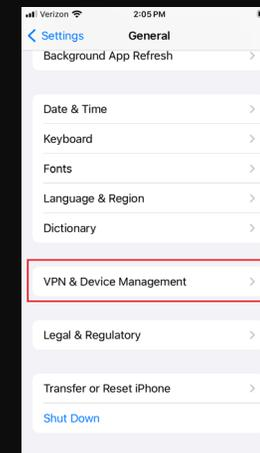 Verizon 2:05 PM
Settings General
Background App Refresh
Date & Time
Keyboard
Fonts
Language & Region
Dictionary
VPN & Device Management
Legal & Regulatory
Transfer or Reset iPhone
Shut Down